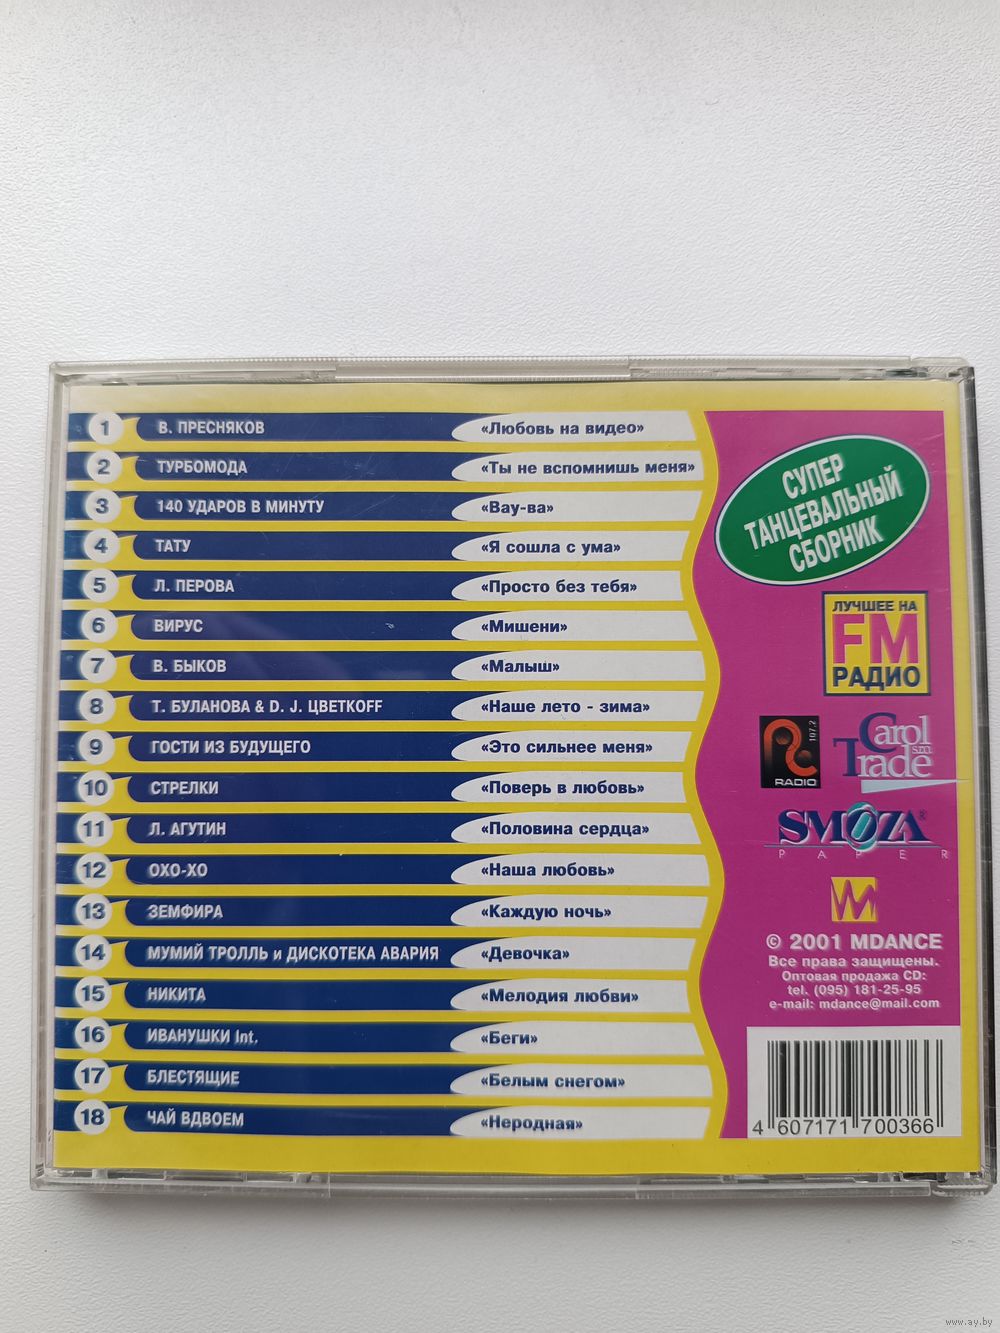 1 В. ПРЕСНЯКОВ «Любовь на видео»
2 ТУРБОМОДА «Ты не вспомнишь меня»
3 140 УДАРОВ В МИНУТУ «Вау-ва»
4 ТАТУ «Я сошла с ума»
5 Л. ПЕРОВА «Просто без тебя»
6 ВИРУС «Мишени»
7 В. БЫКОВ «Малыш»
8 Т. БУЛАНОВА & D. J. ЦВЕТКОFF «Наше лето - зима»
9 ГОСТИ ИЗ БУДУЩЕГО «Это сильнее меня»
10 СТРЕЛКИ «Поверь в любовь»
11 Л. АГУТИН «Половина сердца»
12 ОХО-ХО «Наша любовь»
13 ЗЕМФИРА «Каждую ночь»
14 МУМИЙ ТРОЛЛЬ и ДИСКОТЕКА АВАРИЯ «Девочка»
15 НИКИТА «Мелодия любви»
16 ИВАНУШКИ Int. «Беги»
17 БЛЕСТЯЩИЕ «Белым снегом»
18 ЧАЙ ВДВОЕМ «Неродная»
СУПЕР
ТАНЦЕВАЛЬНЫЙ
СБОРНИК
ЛУЧШЕЕ НА
FM
РАДИО
107.2
RADIO
Carol s.m.
Trade
SMOZA®
PAPER
© 2001 MDANCE
Все права защищены.
Оптовая продажа CD:
tel. (095) 181-25-95
e-mail: mdance@mail.com
4 607171 700366
www.ay.by